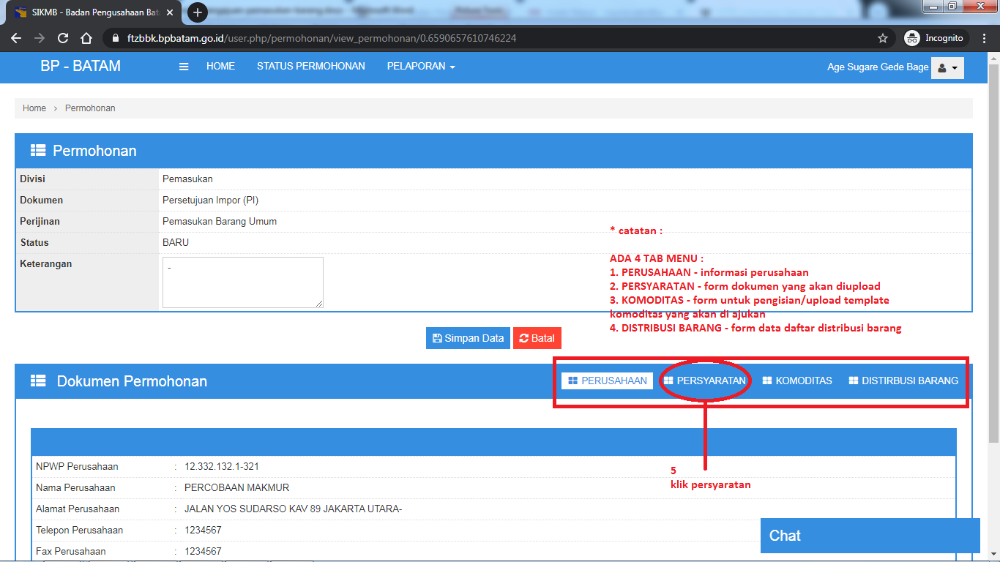 SIKMB - Badan Pengusahaan Bat
ftzbbk.bpbatam.go.id/user.php/permohonan/view_permohonan/0.6590657610746224
Incognito
BP - BATAM
HOME
STATUS PERMOHONAN
PELAPORAN
Age Sugare Gede Bage
Home > Permohonan
Permohonan
Divisi Pemasukan
Dokumen Persetujuan Impor (PI)
Perijinan Pemasukan Barang Umum
Status BARU
Keterangan -
* catatan :
ADA 4 TAB MENU :
1. PERUSAHAAN - informasi perusahaan
2. PERSYARATAN - form dokumen yang akan diupload
3. KOMODITAS - form untuk pengisian/upload template
komoditas yang akan di ajukan
4. DISTRIBUSI BARANG - form data daftar distribusi barang
Simpan Data Batal
Dokumen Permohonan
PERUSAHAAN
PERSYARATAN
KOMODITAS
DISTIRBUSI BARANG
NPWP Perusahaan : 12.332.132.1-321
Nama Perusahaan : PERCOBAAN MAKMUR
Alamat Perusahaan : JALAN YOS SUDARSO KAV 89 JAKARTA UTARA-
Telepon Perusahaan : 1234567
Fax Perusahaan : 1234567
5
klik persyaratan
Chat